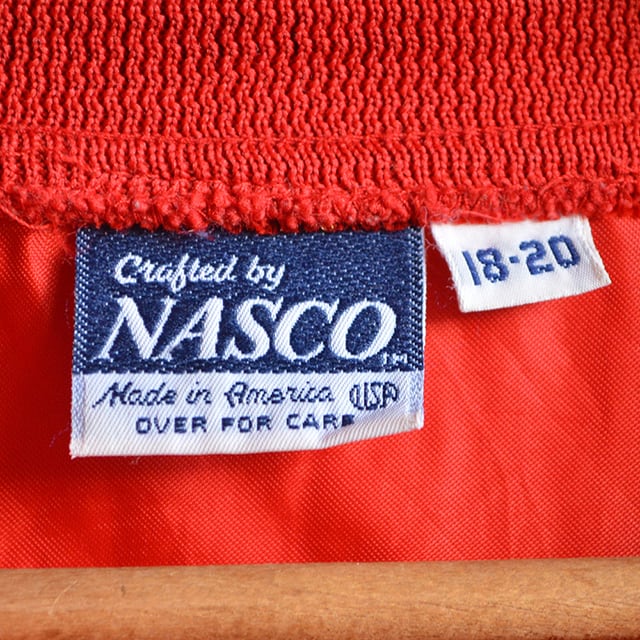 Crafted by
NASCO TM
Made in America USA
OVER FOR CARE
18-20